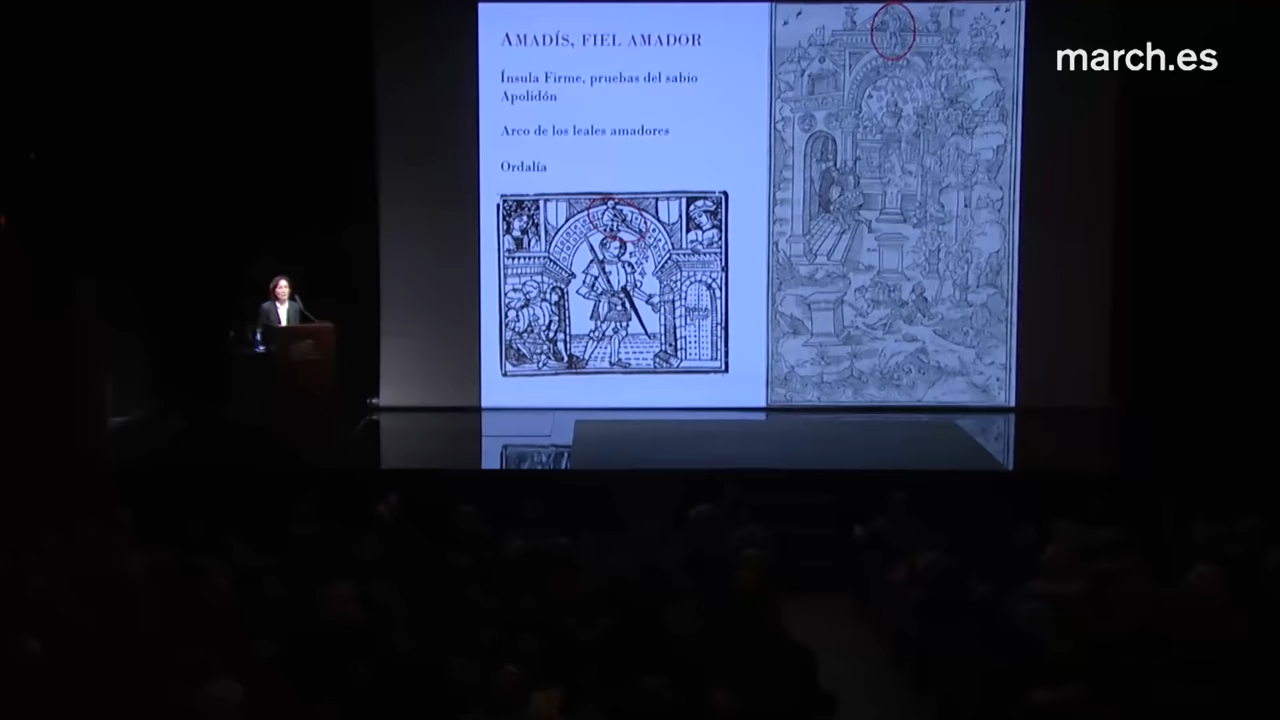 AMADÍS, FIEL AMADOR
Ínsula Firme, pruebas del sabio
Apolidón
Arco de los leales amadores
Ordalía
march.es